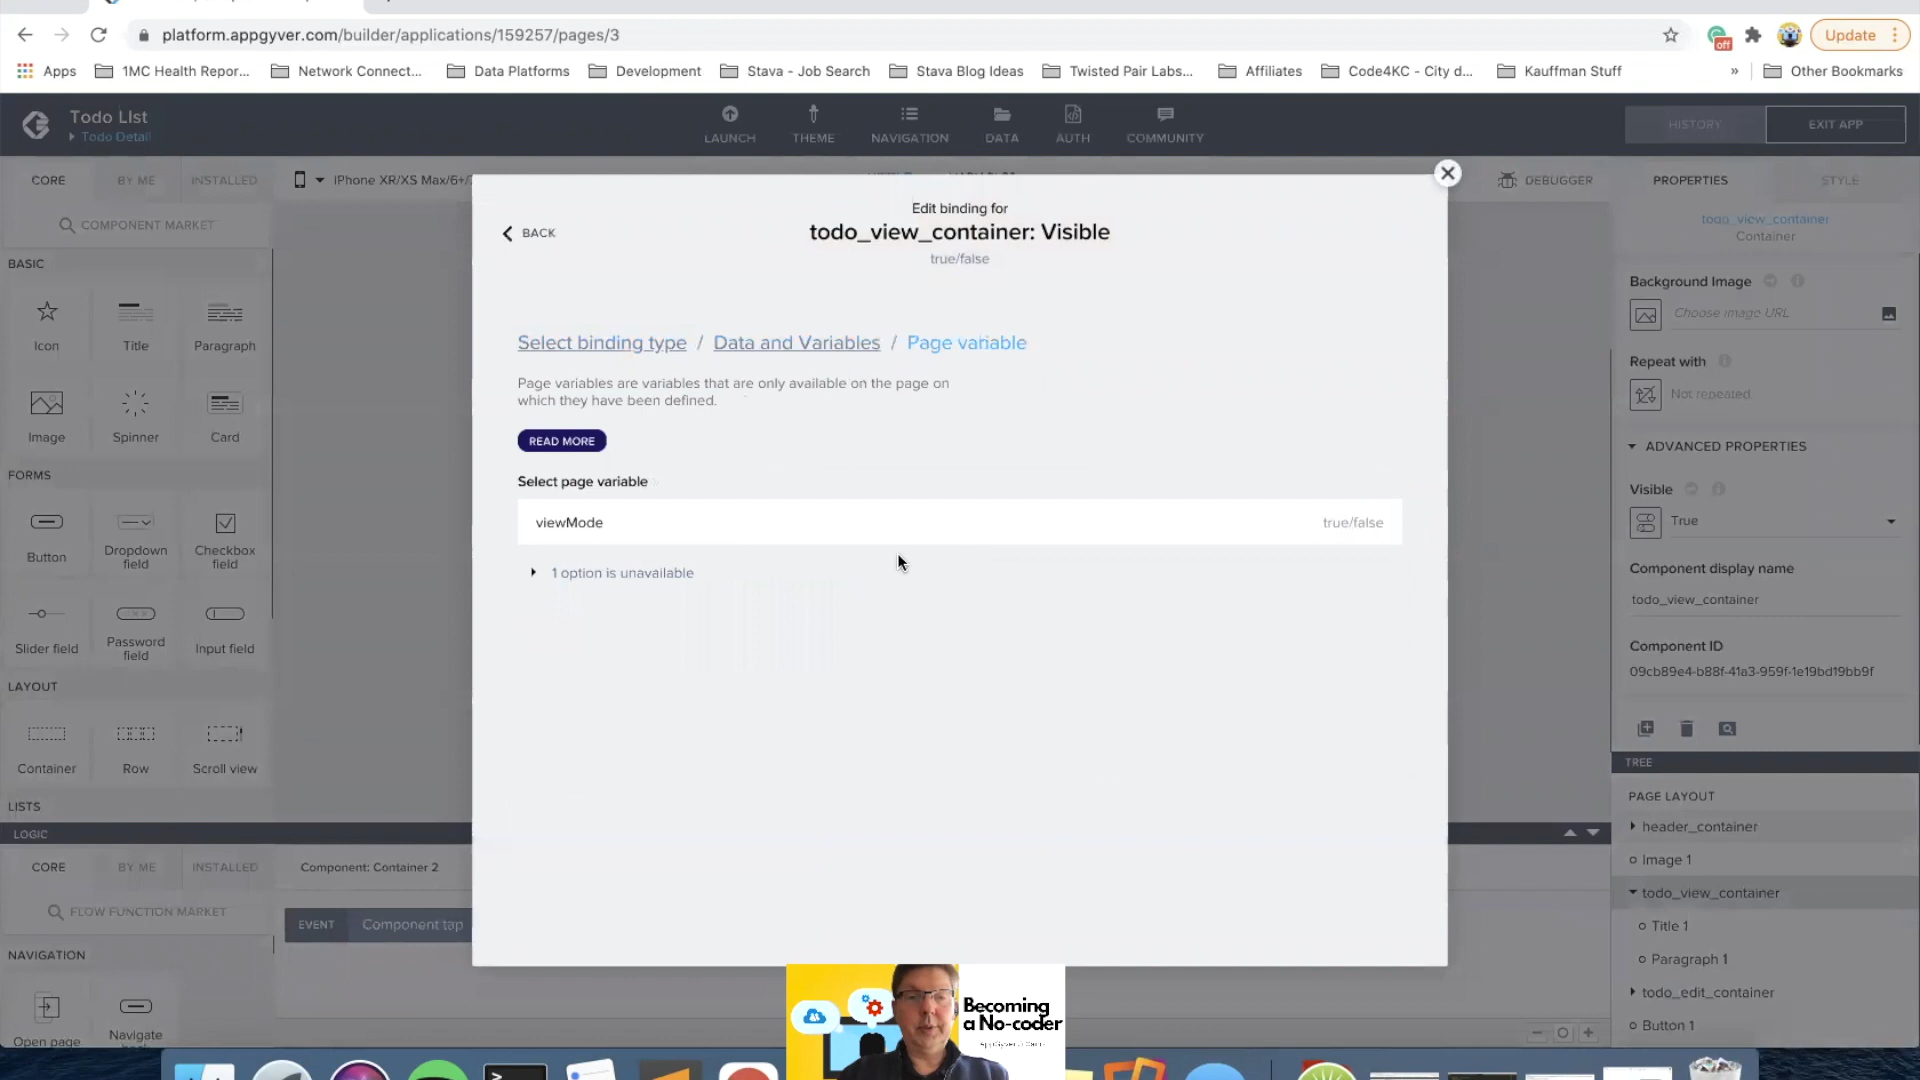 platform.appgyver.com/builder/applications/159257/pages/3
off
Update
Apps
1MC Health Repor...
Network Connect...
Data Platforms
Development
Stava - Job Search
Stava Blog Ideas
Twisted Pair Labs...
Affiliates
Code4KC - City d...
Kauffman Stuff
»
Other Bookmarks
Todo LIst
Todo Detail
LAUNCH
THEME
NAVIGATION
DATA
AUTH
COMMUNITY
HISTORY
EXIT APP
CORE
BY ME
INSTALLED
iPhone XR/XS Max/6+/
DEBUGGER
PROPERTIES
STYLE
COMPONENT MARKET
BASIC
Icon
Title
Paragraph
Image
Spinner
Card
FORMS
Button
Dropdown
field
Checkbox
field
Slider field
Password
field
Input field
LAYOUT
Container
Row
Scroll view
LISTS
BACK
Edit binding for
todo_view_container: Visible
true/false
Select binding type / Data and Variables / Page variable
Page variables are variables that are only available on the page on
which they have been defined.
READ MORE
Select page variable
viewMode
true/false
1 option is unavailable
todo_view_container
Container
Background Image
Choose image URL
Repeat with
Not repeated
ADVANCED PROPERTIES
Visible
True
Component display name
todo_view_container
Component ID
09cb89e4-b88f-41a3-959f-1e19bd19bb9f
TREE
PAGE LAYOUT
header_container
Image 1
todo_view_container
Title 1
Paragraph 1
todo_edit_container
Button 1
LOGIC
CORE
BY ME
INSTALLED
Component: Container 2
FLOW FUNCTION MARKET
EVENT
Component tap
NAVIGATION
Open page
Navigate
Becoming
a No-coder